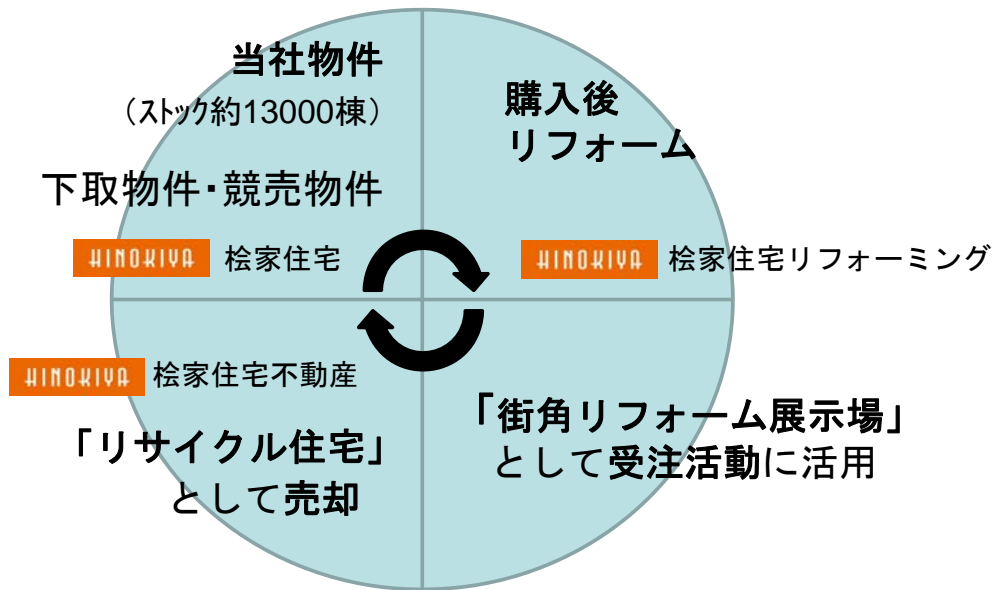 当社物件
（ｽﾄｯｸ約13000棟）
下取物件・競売物件
HINOKIYA 桧家住宅
購入後
リフォーム
HINOKIYA 桧家住宅リフォーミング
「街角リフォーム展示場」
として受注活動に活用
HINOKIYA 桧家住宅不動産
「リサイクル住宅」
として売却